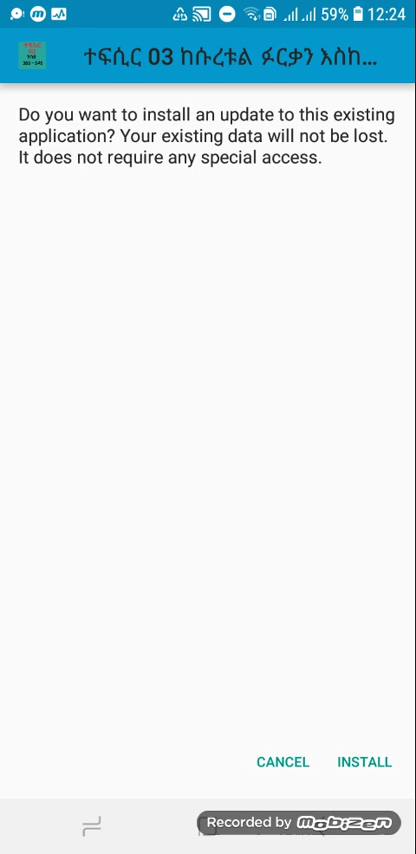 59% 12:24
ተፍሲር 03 ከሱረቱል ፉርቃን እስከ...
Do you want to install an update to this existing
application? Your existing data will not be lost.
It does not require any special access.
CANCEL INSTALL
Recorded by mobizen